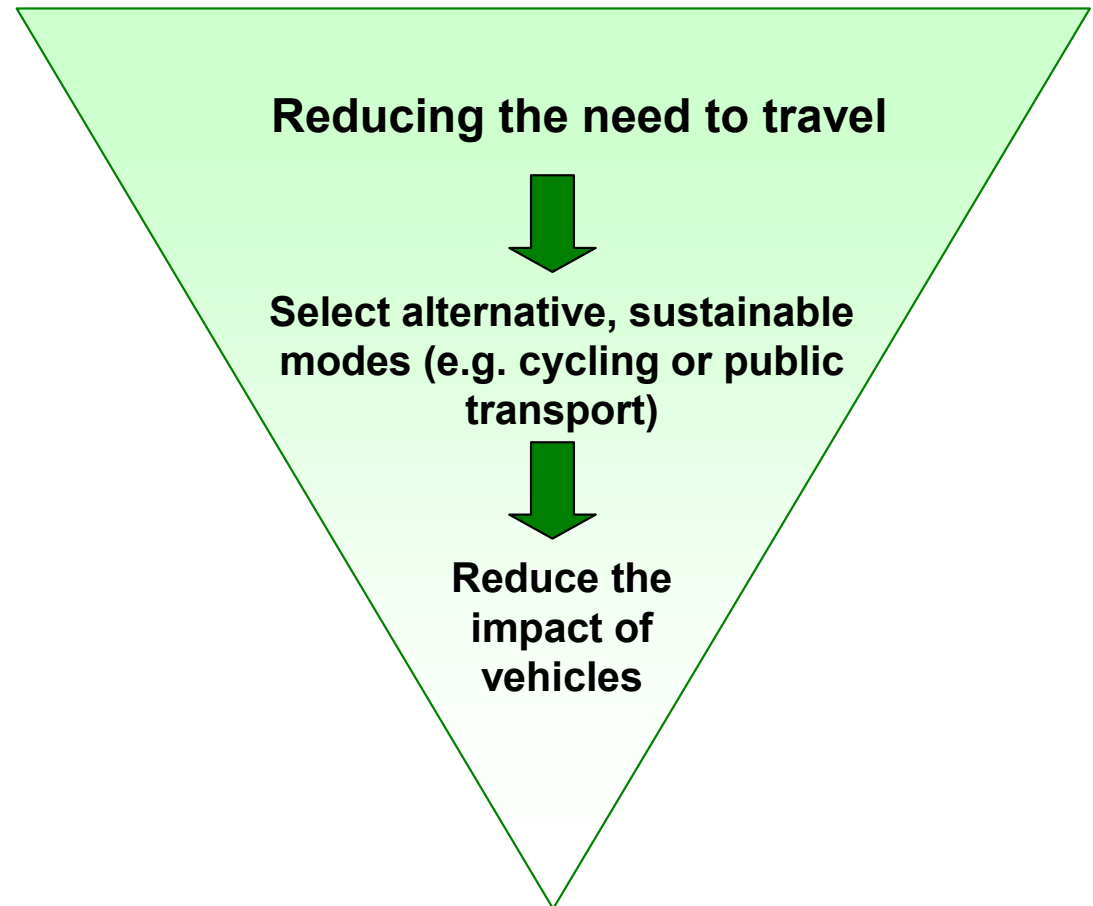 Reducing the need to travel
Select alternative, sustainable
modes (e.g. cycling or public
transport)
Reduce the
impact of
vehicles